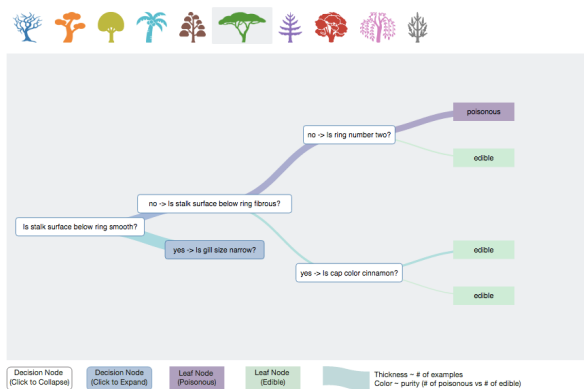 poisonous
no -> Is ring number two?
edible
no -> Is stalk surface below ring fibrous?
Is stalk surface below ring smooth?
yes -> Is gill size narrow?
edible
yes -> Is cap color cinnamon?
edible
Decision Node
(Click to Collapse)
Decision Node
(Click to Expand)
Leaf Node
(Poisonous)
Leaf Node
(Edible)
Thickness ~ # of examples
Color ~ purity (# of poisonous vs # of edible)